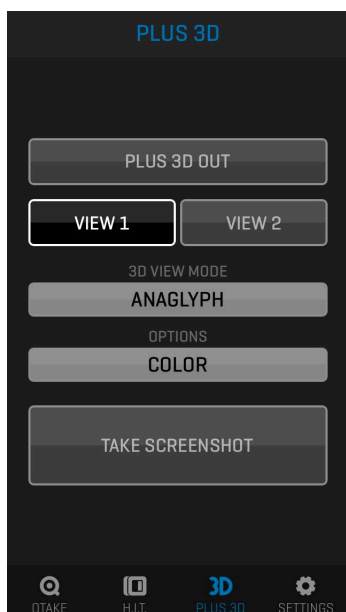 PLUS 3D
PLUS 3D OUT
VIEW 1 VIEW 2
3D VIEW MODE
ANAGLYPH
OPTIONS
COLOR
TAKE SCREENSHOT
3D
QTAKE H.I.T. PLUS 3D SETTINGS